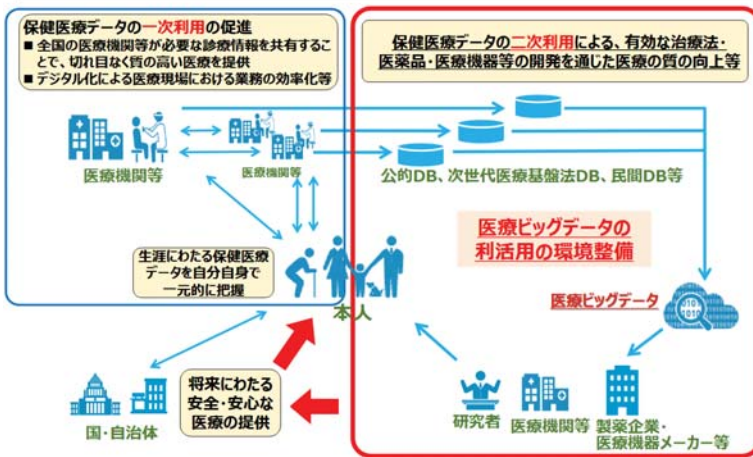 保健医療データの一次利用の促進
■ 全国の医療機関等が必要な診療情報を共有するこ
とで、切れ目なく質の高い医療を提供
■ デジタル化による医療現場における業務の効率化等
保健医療データの二次利用による、有効な治療法・
医薬品・医療機器等の開発を通じた医療の質の向上等
医療機関等
医療機関等
公的DB、次世代医療基盤法DB、民間DB等
生涯にわたる保健医療
データを自分自身で
一元的に把握
医療ビッグデータの
利活用の環境整備
本人
医療ビッグデータ
国・自治体
将来にわたる
安全・安心な
医療の提供
研究者
医療機関等
製薬企業・
医療機器メーカー等